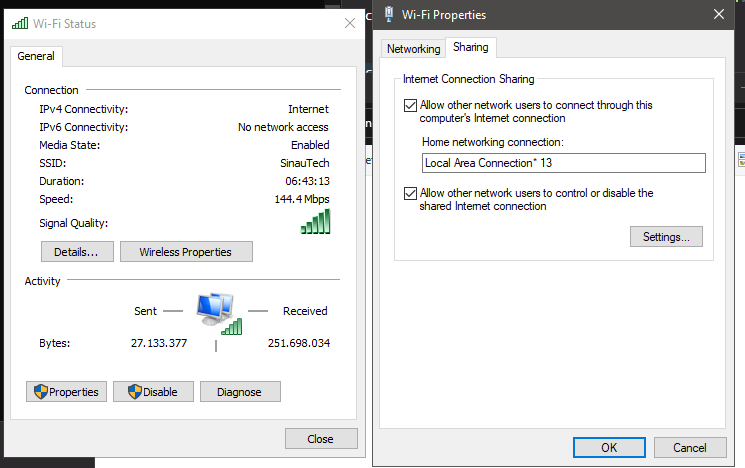 Wi-Fi Status
General
Connection
IPv4 Connectivity: Internet
IPv6 Connectivity: No network access
Media State: Enabled
SSID: SinauTech
Duration: 06:43:13
Speed: 144.4 Mbps
Signal Quality:
Details...
Wireless Properties
Activity
Sent
Received
Bytes: 27.133.377 251.698.034
Properties
Disable
Diagnose
Close
Wi-Fi Properties
Networking
Sharing
Internet Connection Sharing
Allow other network users to connect through this
computer's Internet connection
Home networking connection:
Local Area Connection* 13
Allow other network users to control or disable the
shared Internet connection
Settings...
OK
Cancel